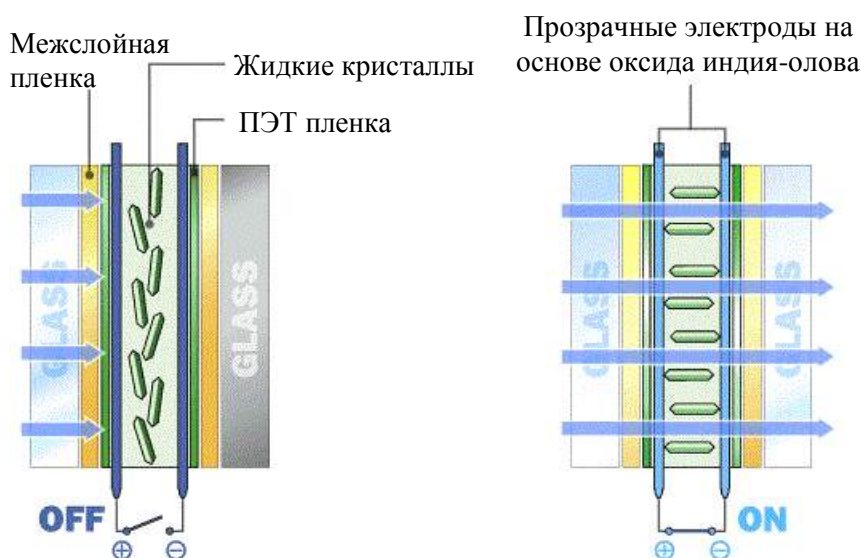 Межслойная
пленка
Жидкие кристаллы
ПЭТ пленка
Прозрачные электроды на
основе оксида индия-олова
GLASS
GLASS
GLASS
GLASS
OFF
⊕ ⊖
ON
⊕ ⊖